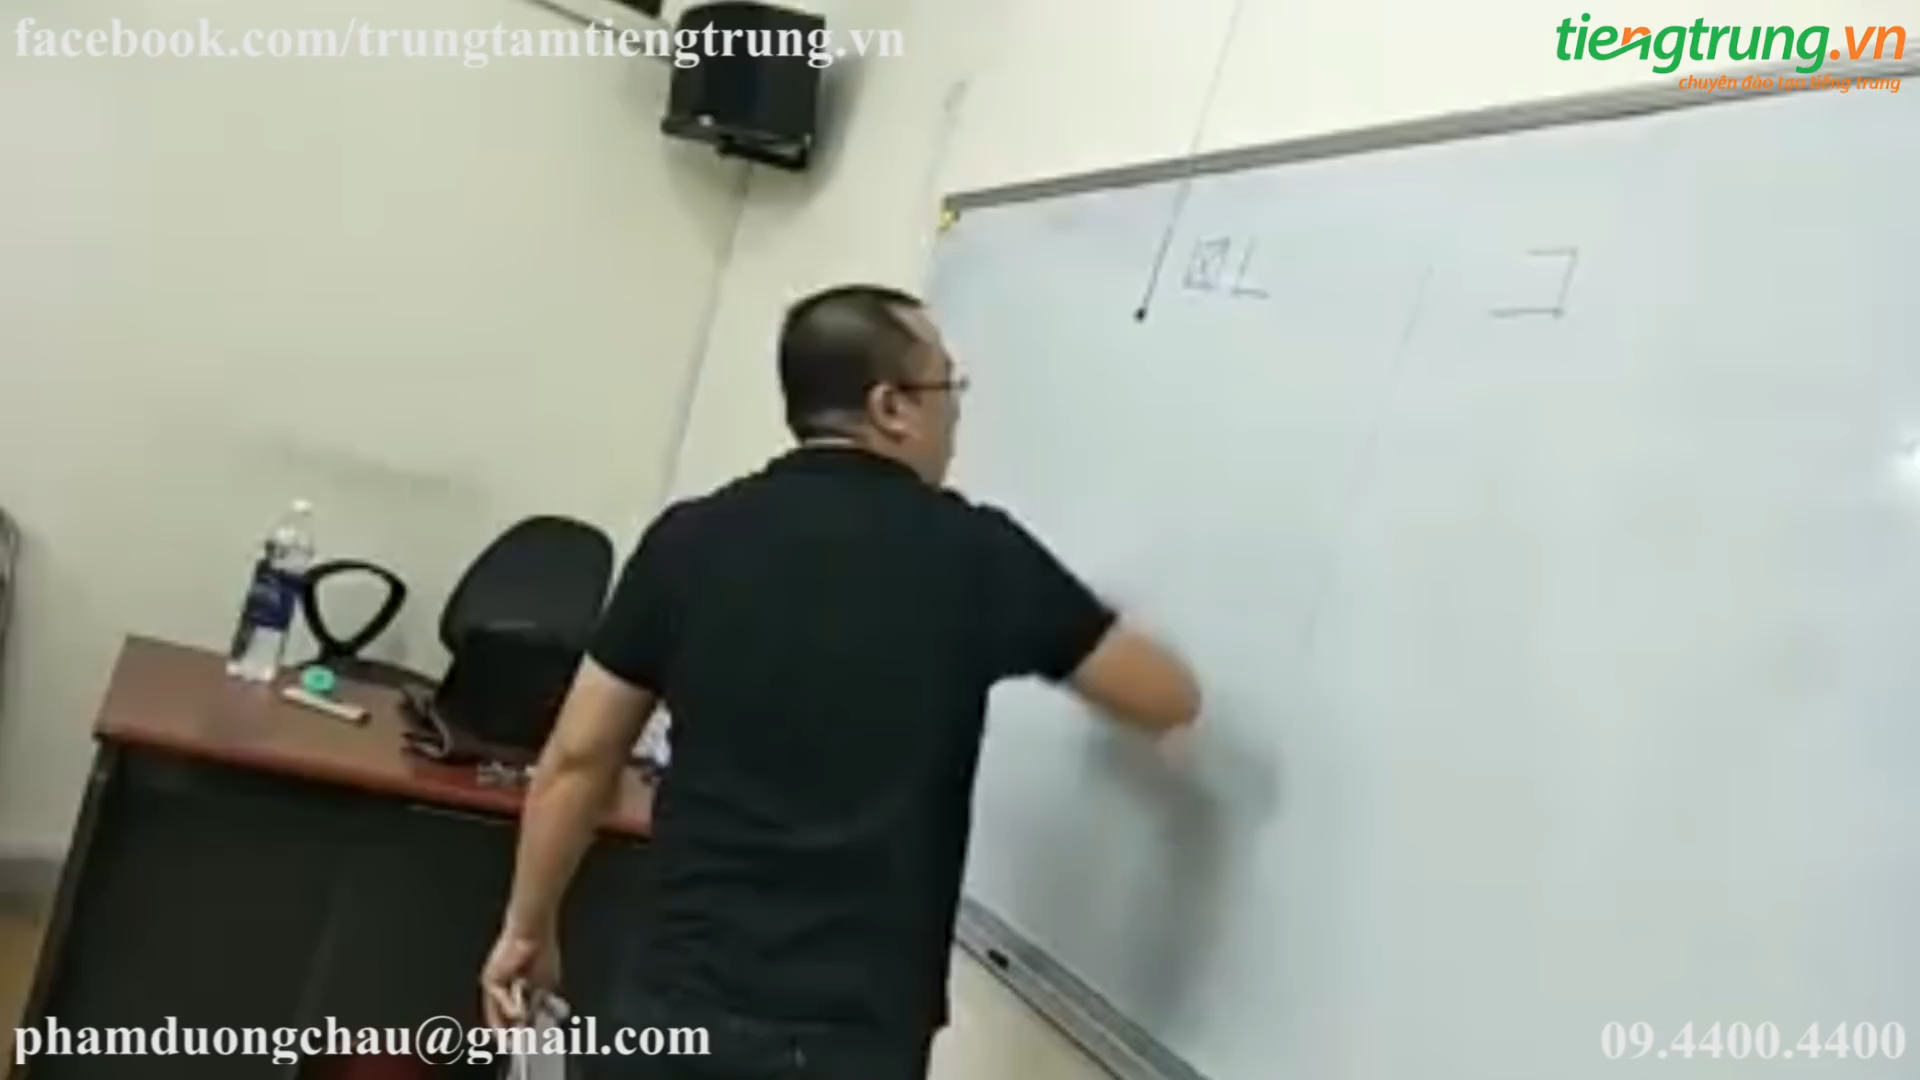 facebook.com/trungtamtiengtrung.vn
tiengtrung.vn
chuyên đào tạo tiếng trung
phamduongchau@gmail.com
09.4400.4400